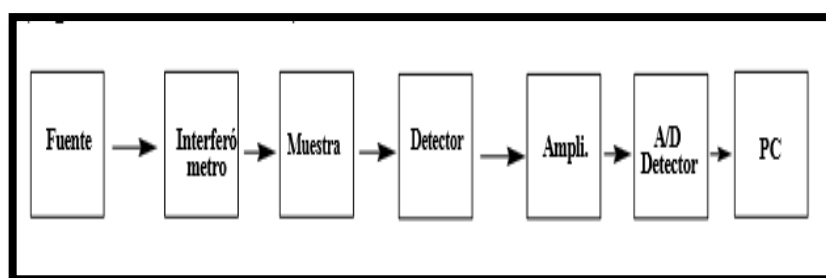 Fuente
Interferó
metro
Muestra
Detector
Ampli.
A/D
Detector
PC